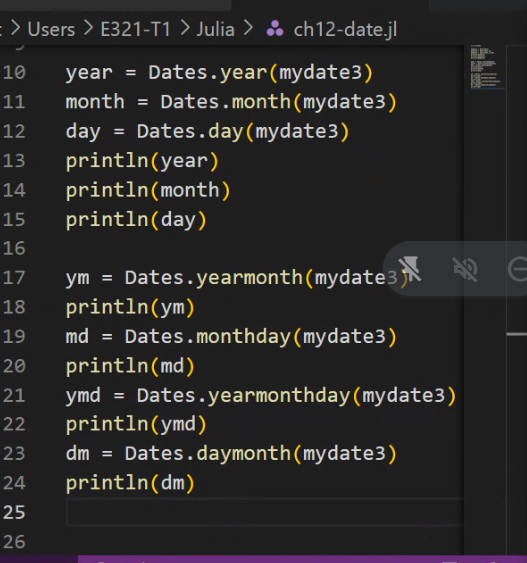 > Users > E321-T1 > Julia > ch12-date.jl
10 year = Dates.year(mydate3)
11 month = Dates.month(mydate3)
12 day = Dates.day(mydate3)
13 println(year)
14 println(month)
15 println(day)
16
17 ym = Dates.yearmonth(mydate3)
18 println(ym)
19 md = Dates.monthday(mydate3)
20 println(md)
21 ymd = Dates.yearmonthday(mydate3)
22 println(ymd)
23 dm = Dates.daymonth(mydate3)
24 println(dm)
25
26